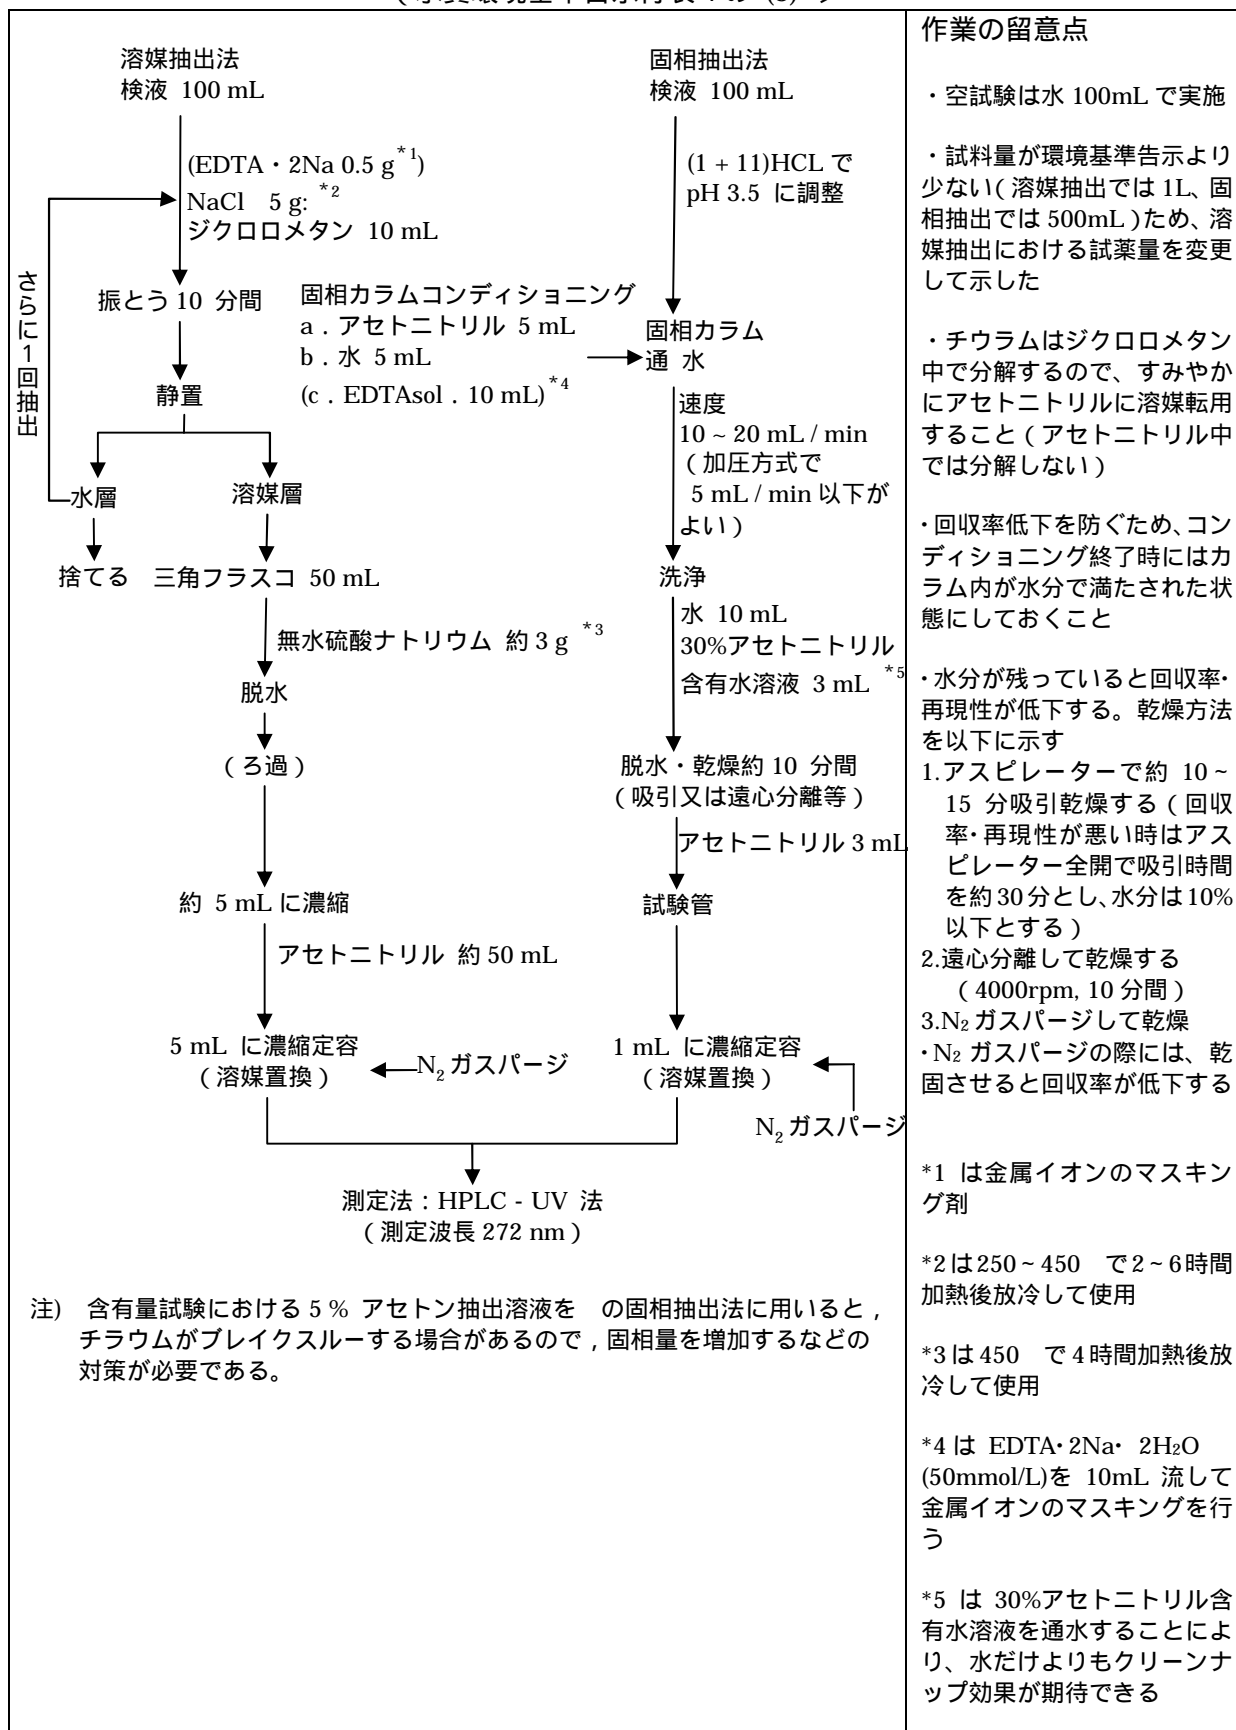 溶媒抽出法
検液 100 mL
(EDTA・2Na 0.5 g*1)
NaCl 5 g: *2
ジクロロメタン 10 mL
さらに1回抽出
振とう 10 分間
静置
水層
溶媒層
捨てる
三角フラスコ 50 mL
無水硫酸ナトリウム 約 3 g *3
脱水
(ろ過)
約 5 mL に濃縮
アセトニトリル 約 50 mL
5 mL に濃縮定容
(溶媒置換)
N2 ガスパージ
固相抽出法
検液 100 mL
(1 + 11)HCL で
pH 3.5 に調整
固相カラムコンディショニング
a．アセトニトリル 5 mL
b．水 5 mL
(c．EDTAsol．10 mL)*4
固相カラム
通 水
速度
10 ~ 20 mL / min
(加圧方式で
5 mL / min 以下が
よい)
洗浄
水 10 mL
30%アセトニトリル
含有水溶液 3 mL *5
脱水・乾燥約 10 分間
(吸引又は遠心分離等)
アセトニトリル 3 mL
試験管
1 mL に濃縮定容
(溶媒置換)
N2 ガスパージ
測定法：HPLC - UV 法
(測定波長 272 nm)
注) 含有量試験における 5 % アセトン抽出溶液を の固相抽出法に用いると，
チラウムがブレイクスルーする場合があるので，固相量を増加するなどの
対策が必要である。
作業の留意点
・空試験は水 100mL で実施
・試料量が環境基準告示より
少ない(溶媒抽出では 1L、固
相抽出では 500mL)ため、溶
媒抽出における試薬量を変更
して示した
・チウラムはジクロロメタン
中で分解するので、すみやか
にアセトニトリルに溶媒転用
すること(アセトニトリル中
では分解しない)
・回収率低下を防ぐため、コン
ディショニング終了時にはカ
ラム内が水分で満たされた状
態にしておくこと
・水分が残っていると回収率・
再現性が低下する。乾燥方法
を以下に示す
1.アスピレーターで約 10~
15 分吸引乾燥する(回収
率・再現性が悪い時はアス
ピレーター全開で吸引時間
を約 30 分とし、水分は 10%
以下とする)
2.遠心分離して乾燥する
(4000rpm, 10 分間)
3.N2 ガスパージして乾燥
・N2 ガスパージの際には、乾
固させると回収率が低下する
*1 は金属イオンのマスキン
グ剤
*2は250~450 で2~6時間
加熱後放冷して使用
*3は450 で4時間加熱後放
冷して使用
*4 は EDTA・2Na・ 2H2O
(50mmol/L)を 10mL 流して
金属イオンのマスキングを行
う
*5 は 30%アセトニトリル含
有水溶液を通水することによ
り、水だけよりもクリーンナ
ップ効果が期待できる